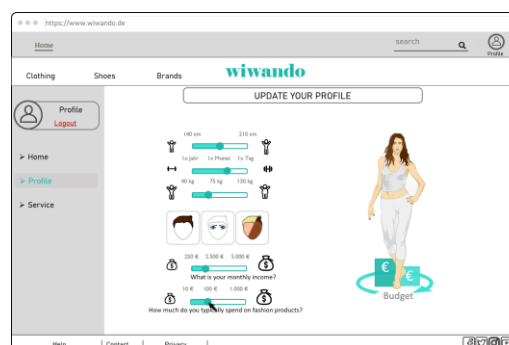 https://www.wiwando.de
Home
search
Profile
Clothing
Shoes
Brands
wiwando
UPDATE YOUR PROFILE
Profile
Logout
➢ Home
➢ Profile
➢ Service
140 cm 210 cm
1x Jahr 1x Monat 1x Tag
40 kg 75 kg 130 kg
250 € 2.500 € 5.000 €
What is your monthly income?
10 € 100 € 1.000 €
How much do you typically spend on fashion products?
€ €
Budget
Help | Contact | Privacy |